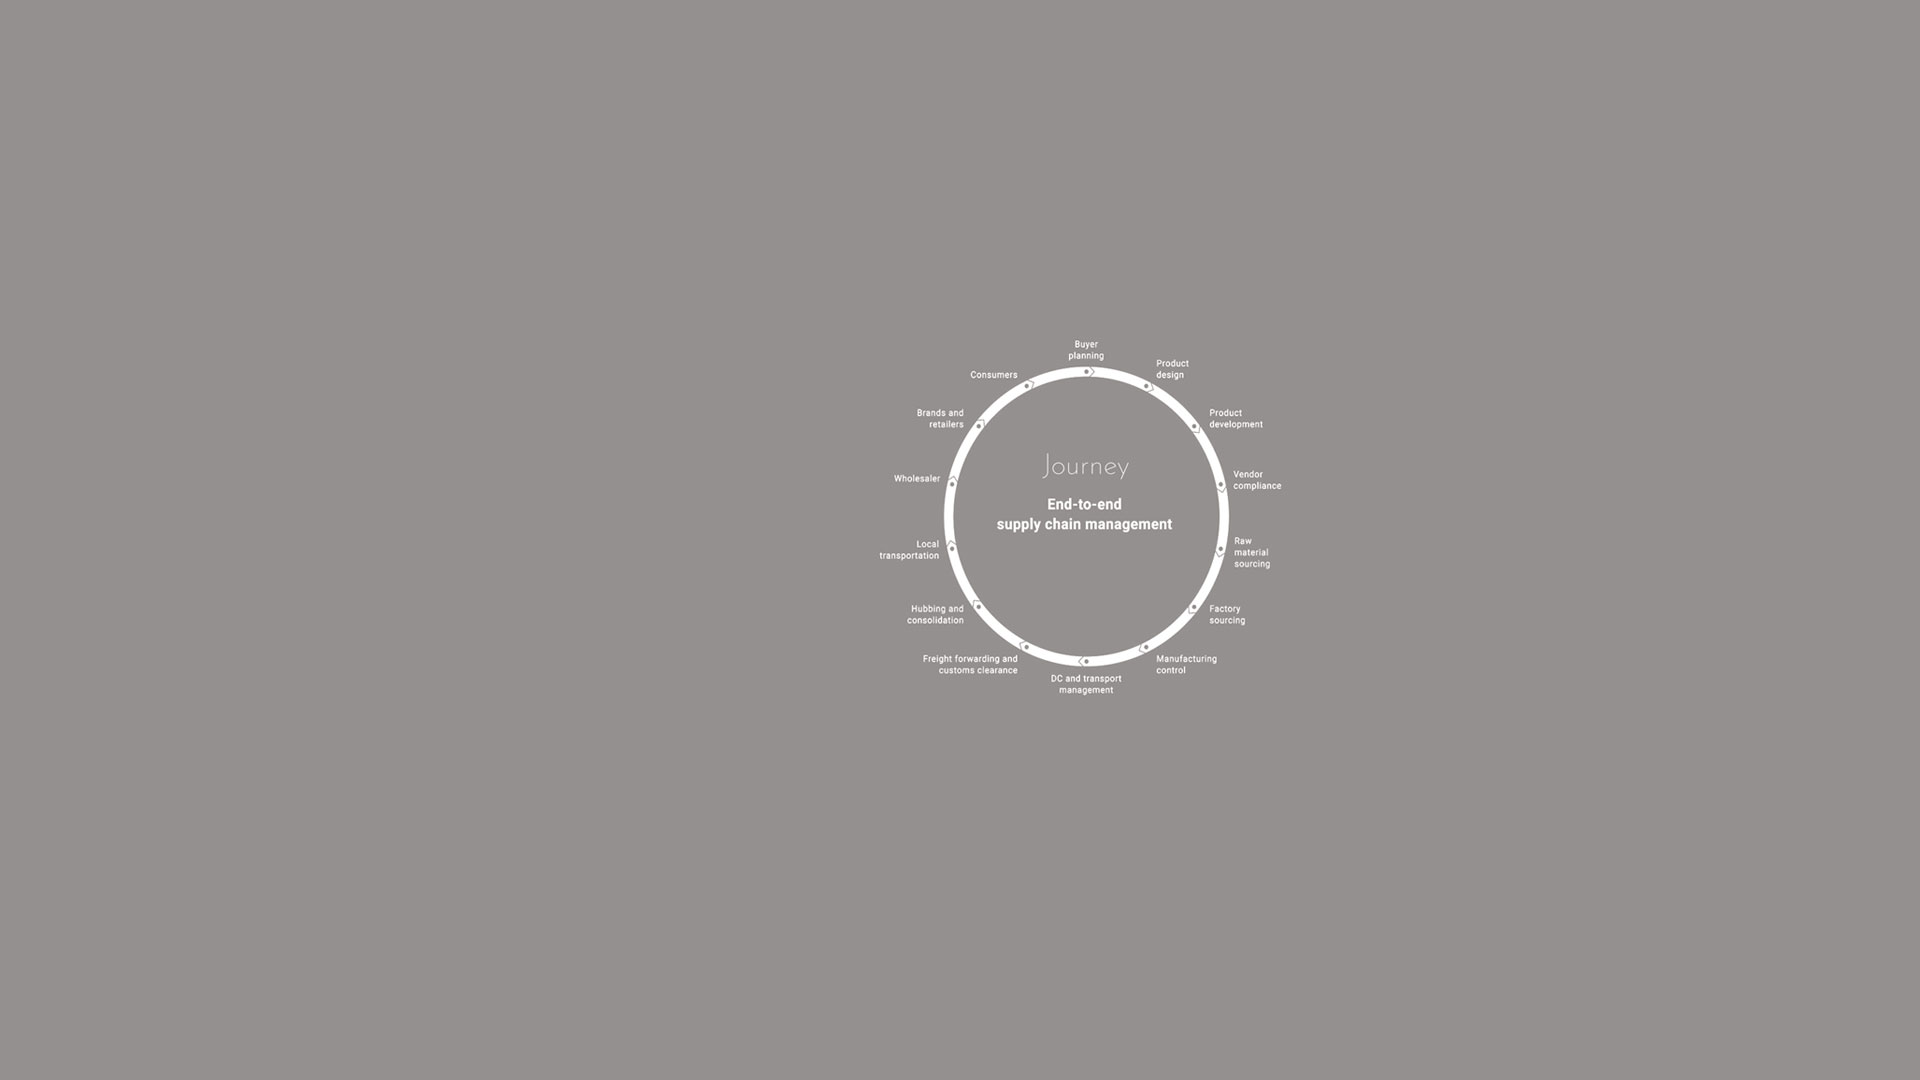 Buyer
planning
Product
design
Product
development
Vendor
compliance
Raw
material
sourcing
Factory
sourcing
Manufacturing
control
DC and transport
management
Freight forwarding and
customs clearance
Hubbing and
consolidation
Local
transportation
Wholesaler
Brands and
retailers
Consumers
Journey
End-to-end
supply chain management